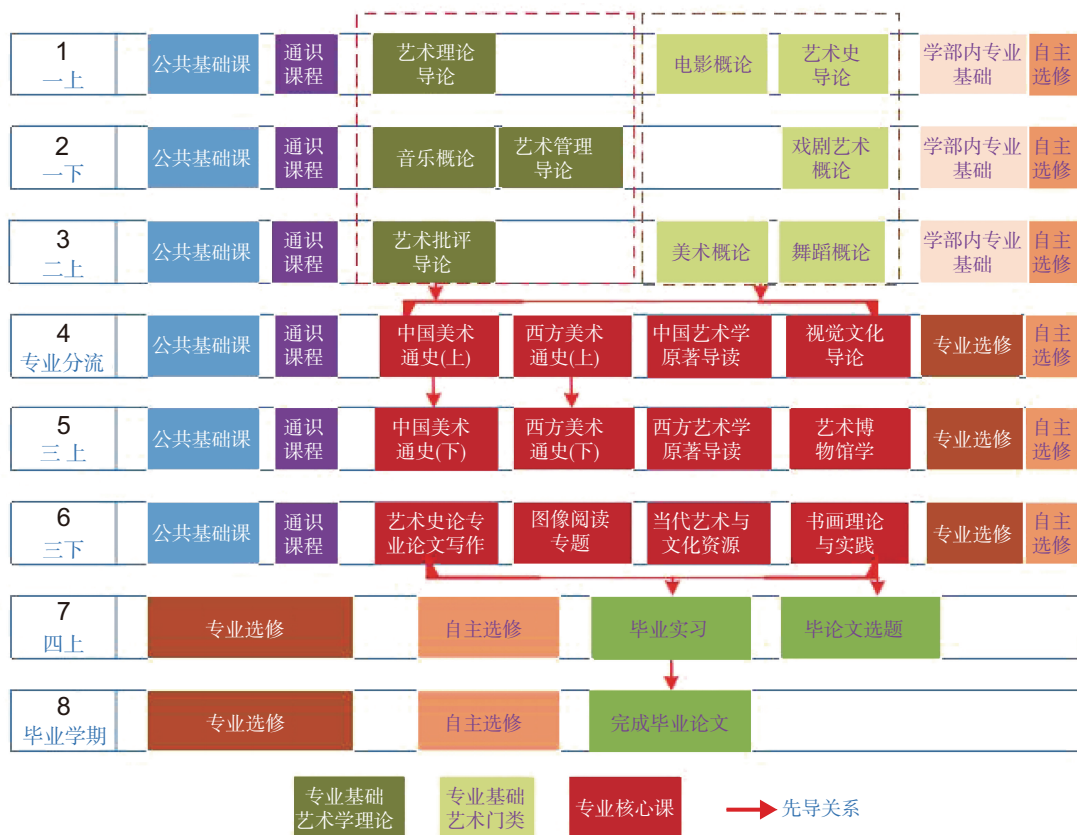 1
一上
公共基础课
通识
课程
艺术理论
导论
电影概论
艺术史
导论
学部内专业
基础
自主
选修
2
一下
公共基础课
通识
课程
音乐概论
艺术管理
导论
戏剧艺术
概论
学部内专业
基础
自主
选修
3
二上
公共基础课
通识
课程
艺术批评
导论
美术概论
舞蹈概论
学部内专业
基础
自主
选修
4
专业分流
公共基础课
通识
课程
中国美术
通史(上)
西方美术
通史(上)
中国艺术学
原著导读
视觉文化
导论
专业选修
自主
选修
5
三 上
公共基础课
通识
课程
中国美术
通史(下)
西方美术
通史(下)
西方艺术学
原著导读
艺术博
物馆学
专业选修
自主
选修
6
三下
公共基础课
通识
课程
艺术史论专
业论文写作
图像阅读
专题
当代艺术与
文化资源
书画理论
与实践
专业选修
自主
选修
7
四上
专业选修
自主选修
毕业实习
毕论文选题
8
毕业学期
专业选修
自主选修
完成毕业论文
专业基础
艺术学理论
专业基础
艺术门类
专业核心课
先导关系